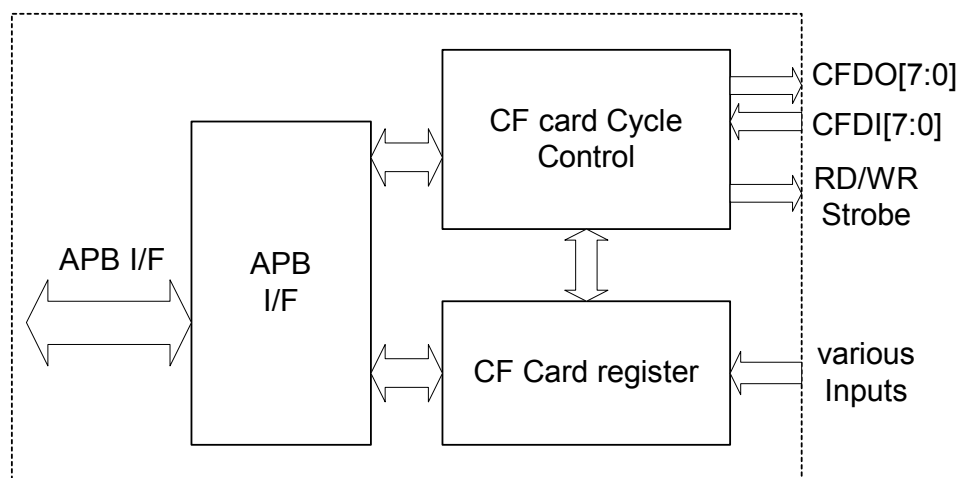 CFDO[7:0]
CF card Cycle
Control
CFDI[7:0]
RD/WR
Strobe
APB I/F
APB
I/F
CF Card register
various
Inputs